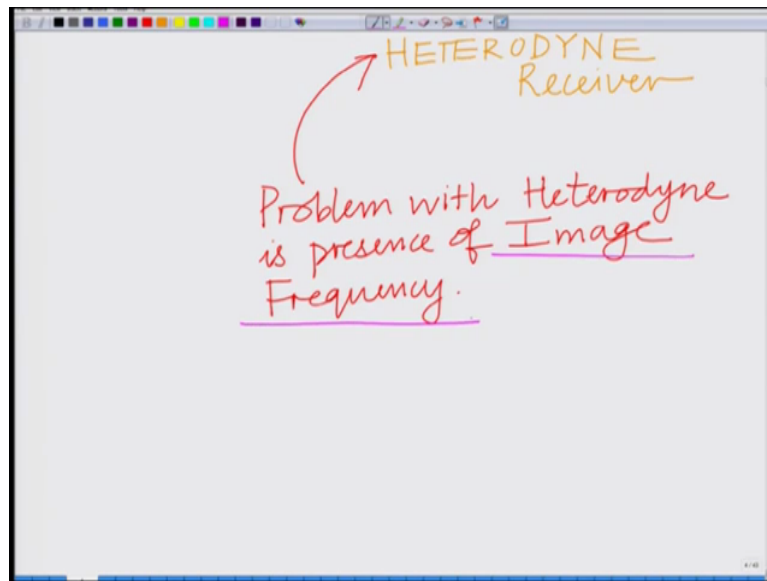 HETERODYNE
Receiver
Problem with Heterodyne
is presence of Image
Frequency.